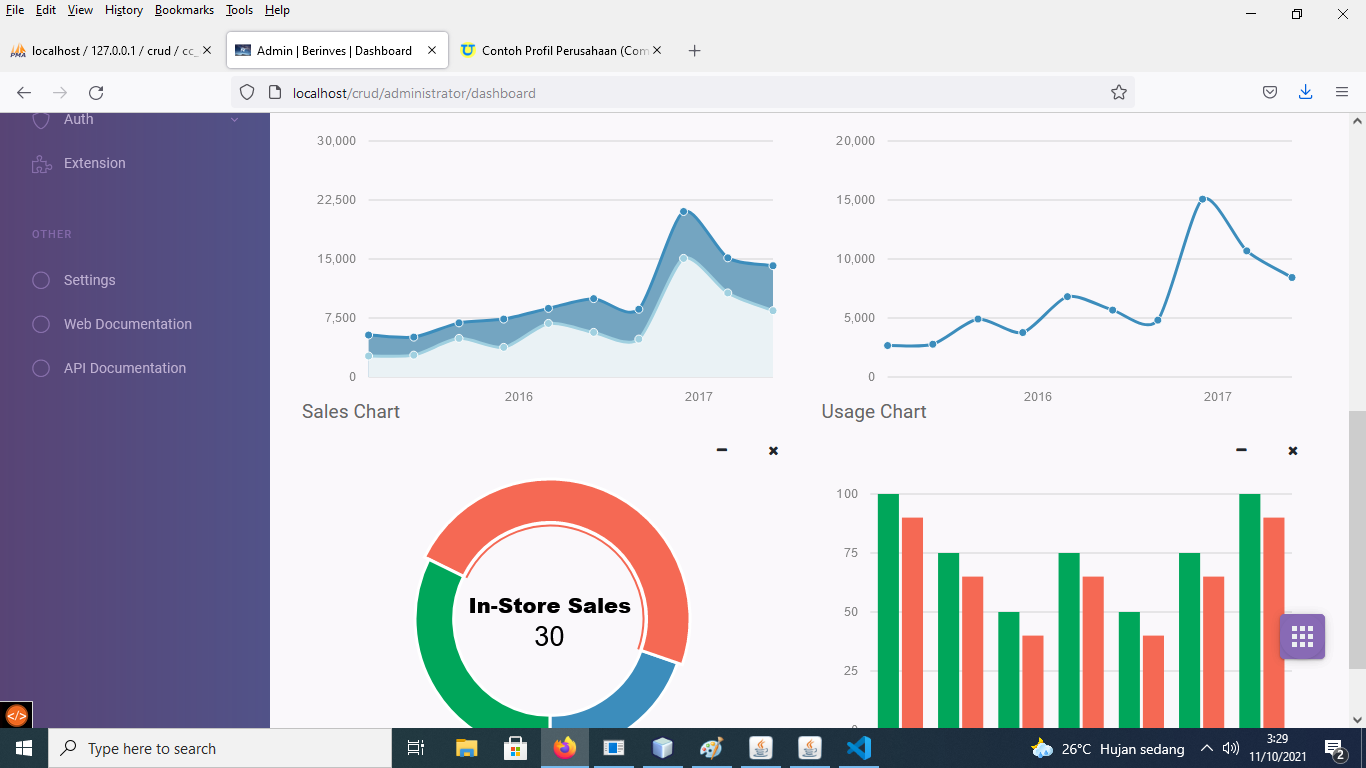 File Edit View History Bookmarks Tools Help
PMA localhost / 127.0.0.1 / crud / cc_
Admin | Berinves | Dashboard
Contoh Profil Perusahaan (Com
localhost/crud/administrator/dashboard
Auth
Extension
OTHER
Settings
Web Documentation
API Documentation
30,000
22,500
15,000
7,500
0
2016 2017
20,000
15,000
10,000
5,000
0
2016 2017
Sales Chart
Usage Chart
In-Store Sales
30
100
75
50
25
Type here to search
26°C Hujan sedang
3:29
11/10/2021
2